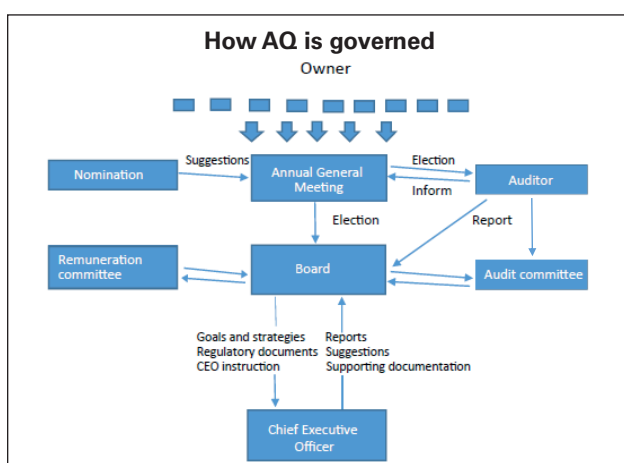 How AQ is governed
Owner
Suggestions
Election
Nomination
Annual General
Meeting
Auditor
Inform
Election
Report
Remuneration
committee
Board
Audit committee
Goals and strategies
Regulatory documents
CEO instruction
Reports
Suggestions
Supporting documentation
Chief Executive
Officer